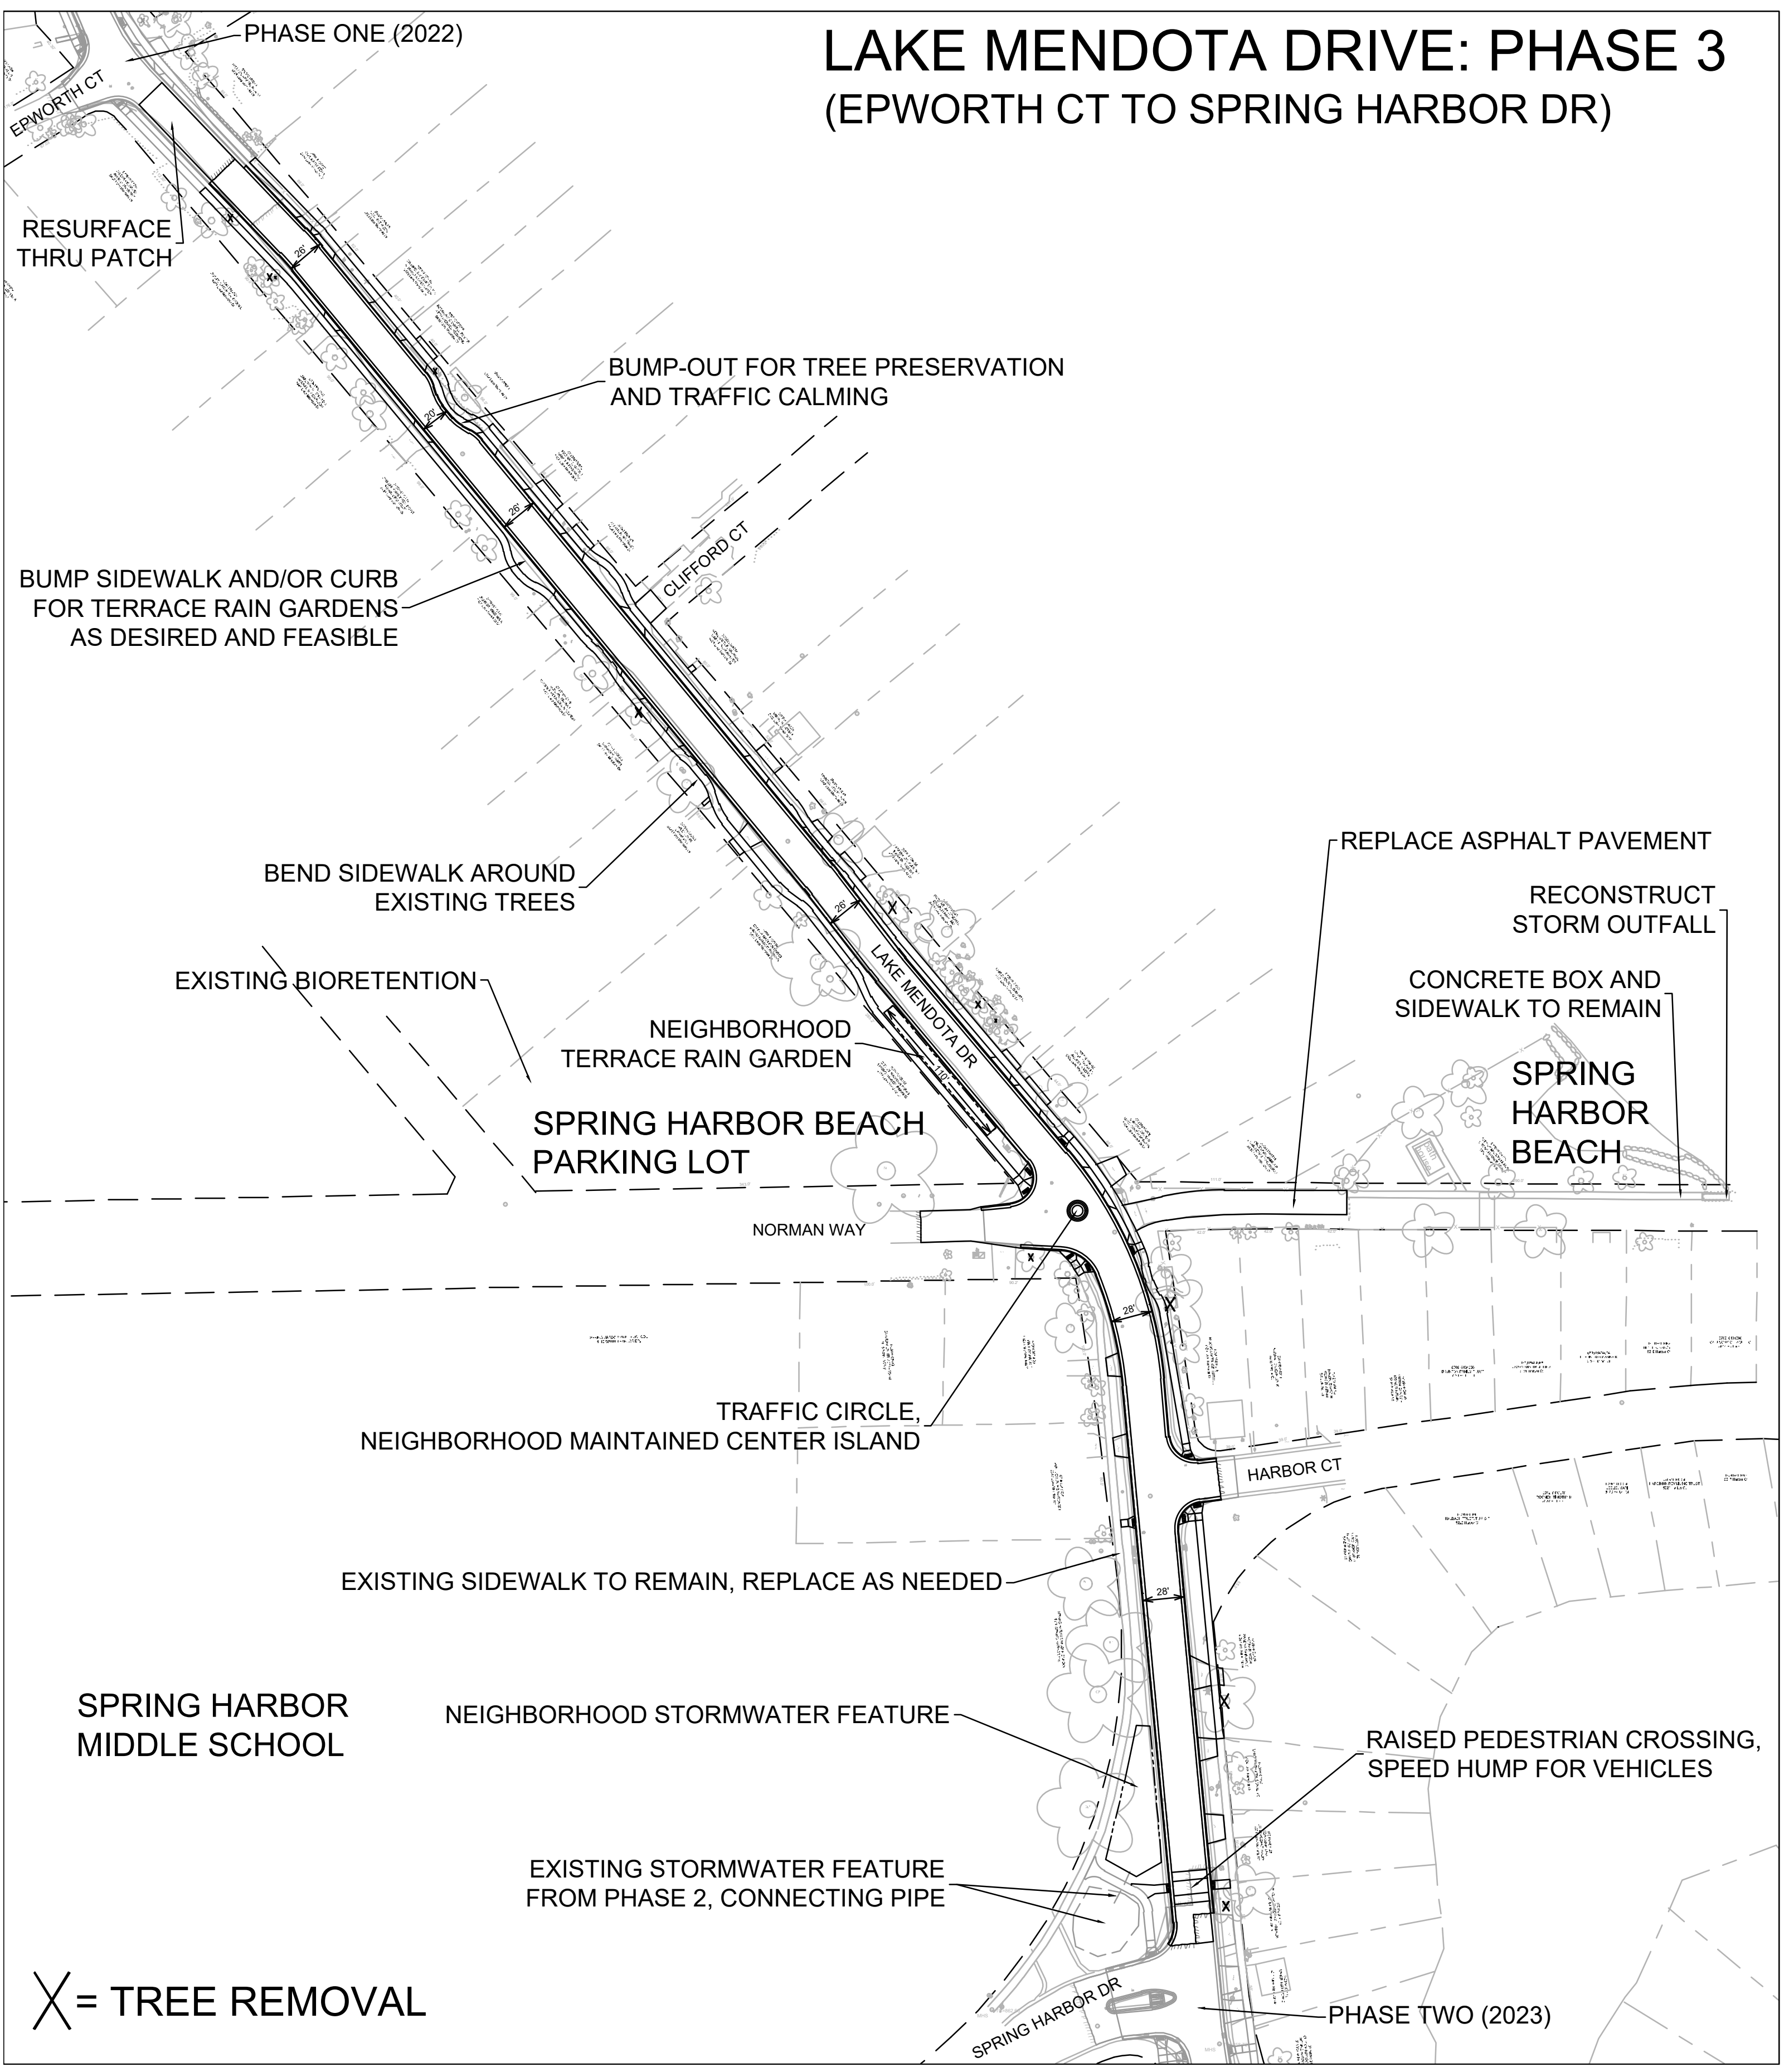 PHASE ONE (2022)
LAKE MENDOTA DRIVE: PHASE 3
(EPWORTH CT TO SPRING HARBOR DR)
EPWORTH CT
RESURFACE
THRU PATCH
26'
BUMP-OUT FOR TREE PRESERVATION
AND TRAFFIC CALMING
20'
26'
CLIFFORD CT
BUMP SIDEWALK AND/OR CURB
FOR TERRACE RAIN GARDENS
AS DESIRED AND FEASIBLE
BEND SIDEWALK AROUND
EXISTING TREES
26'
LAKE MENDOTA DR
REPLACE ASPHALT PAVEMENT
RECONSTRUCT
STORM OUTFALL
CONCRETE BOX AND
SIDEWALK TO REMAIN
EXISTING BIORETENTION
NEIGHBORHOOD
TERRACE RAIN GARDEN
110'
SPRING
HARBOR
BEACH
SPRING HARBOR BEACH
PARKING LOT
NORMAN WAY
28'
TRAFFIC CIRCLE,
NEIGHBORHOOD MAINTAINED CENTER ISLAND
HARBOR CT
EXISTING SIDEWALK TO REMAIN, REPLACE AS NEEDED
28'
SPRING HARBOR
MIDDLE SCHOOL
NEIGHBORHOOD STORMWATER FEATURE
RAISED PEDESTRIAN CROSSING,
SPEED HUMP FOR VEHICLES
EXISTING STORMWATER FEATURE
FROM PHASE 2, CONNECTING PIPE
X = TREE REMOVAL
SPRING HARBOR DR
PHASE TWO (2023)